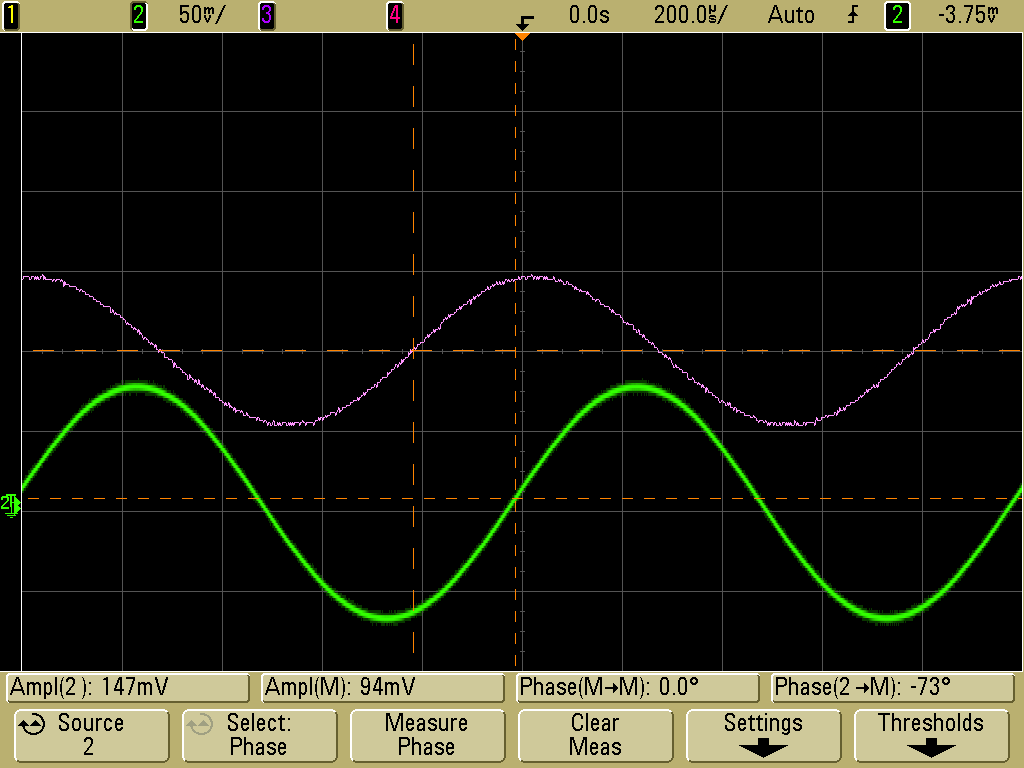 1 2 50mV/ 3 4 0.0s 200.0µs/ Auto 2 -3.75mV
2
Ampl(2): 147mV Ampl(M): 94mV Phase(M→M): 0.0° Phase(2→M): -73°
Source Select: Measure Clear Settings Thresholds
2 Phase Phase Meas